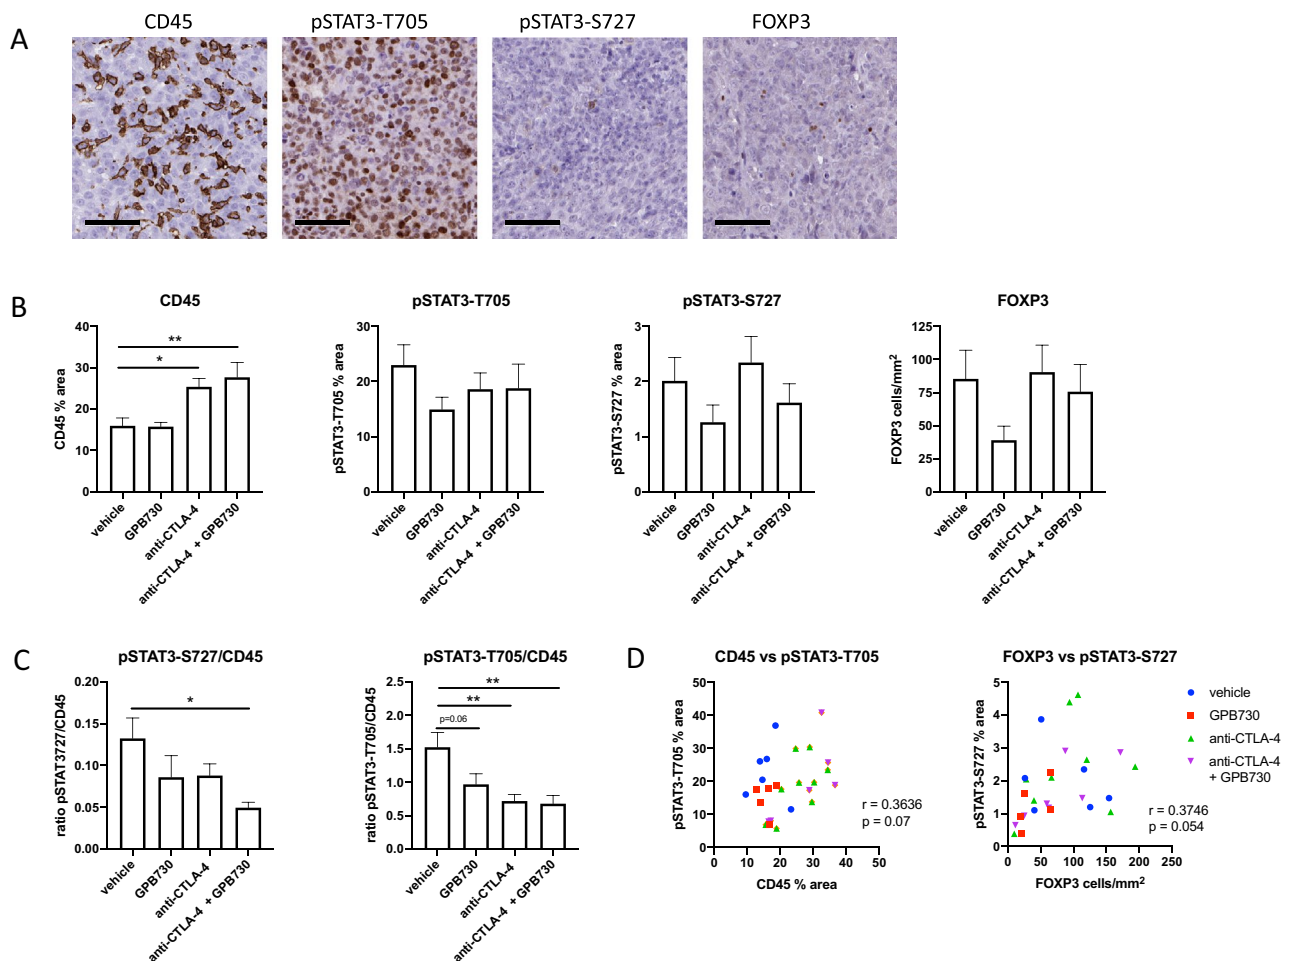 A
CD45
pSTAT3-T705
pSTAT3-S727
FOXP3
B
CD45
CD45 % area
40
30
20
10
0
**
*
vehicle
GPB730
anti-CTLA-4
anti-CTLA-4 + GPB730
pSTAT3-T705
pSTAT3-T705 % area
30
20
10
0
vehicle
GPB730
anti-CTLA-4
anti-CTLA-4 + GPB730
pSTAT3-S727
pSTAT3-S727 % area
3
2
1
0
vehicle
GPB730
anti-CTLA-4
anti-CTLA-4 + GPB730
FOXP3
FOXP3 cells/mm2
125
100
75
50
25
0
vehicle
GPB730
anti-CTLA-4
anti-CTLA-4 + GPB730
C
pSTAT3-S727/CD45
ratio pSTAT3727/CD45
0.20
0.15
0.10
0.05
0.00
*
vehicle
GPB730
anti-CTLA-4
anti-CTLA-4 + GPB730
pSTAT3-T705/CD45
ratio pSTAT3-T705/CD45
2.5
2.0
1.5
1.0
0.5
0.0
**
**
p=0.06
vehicle
GPB730
anti-CTLA-4
anti-CTLA-4 + GPB730
D
CD45 vs pSTAT3-T705
pSTAT3-T705 % area
50
40
30
20
10
0
r = 0.3636
p = 0.07
0 10 20 30 40 50
CD45 % area
FOXP3 vs pSTAT3-S727
pSTAT3-S727 % area
5
4
3
2
1
0
r = 0.3746
p = 0.054
0 50 100 150 200 250
FOXP3 cells/mm2
vehicle
GPB730
anti-CTLA-4
anti-CTLA-4
+ GPB730